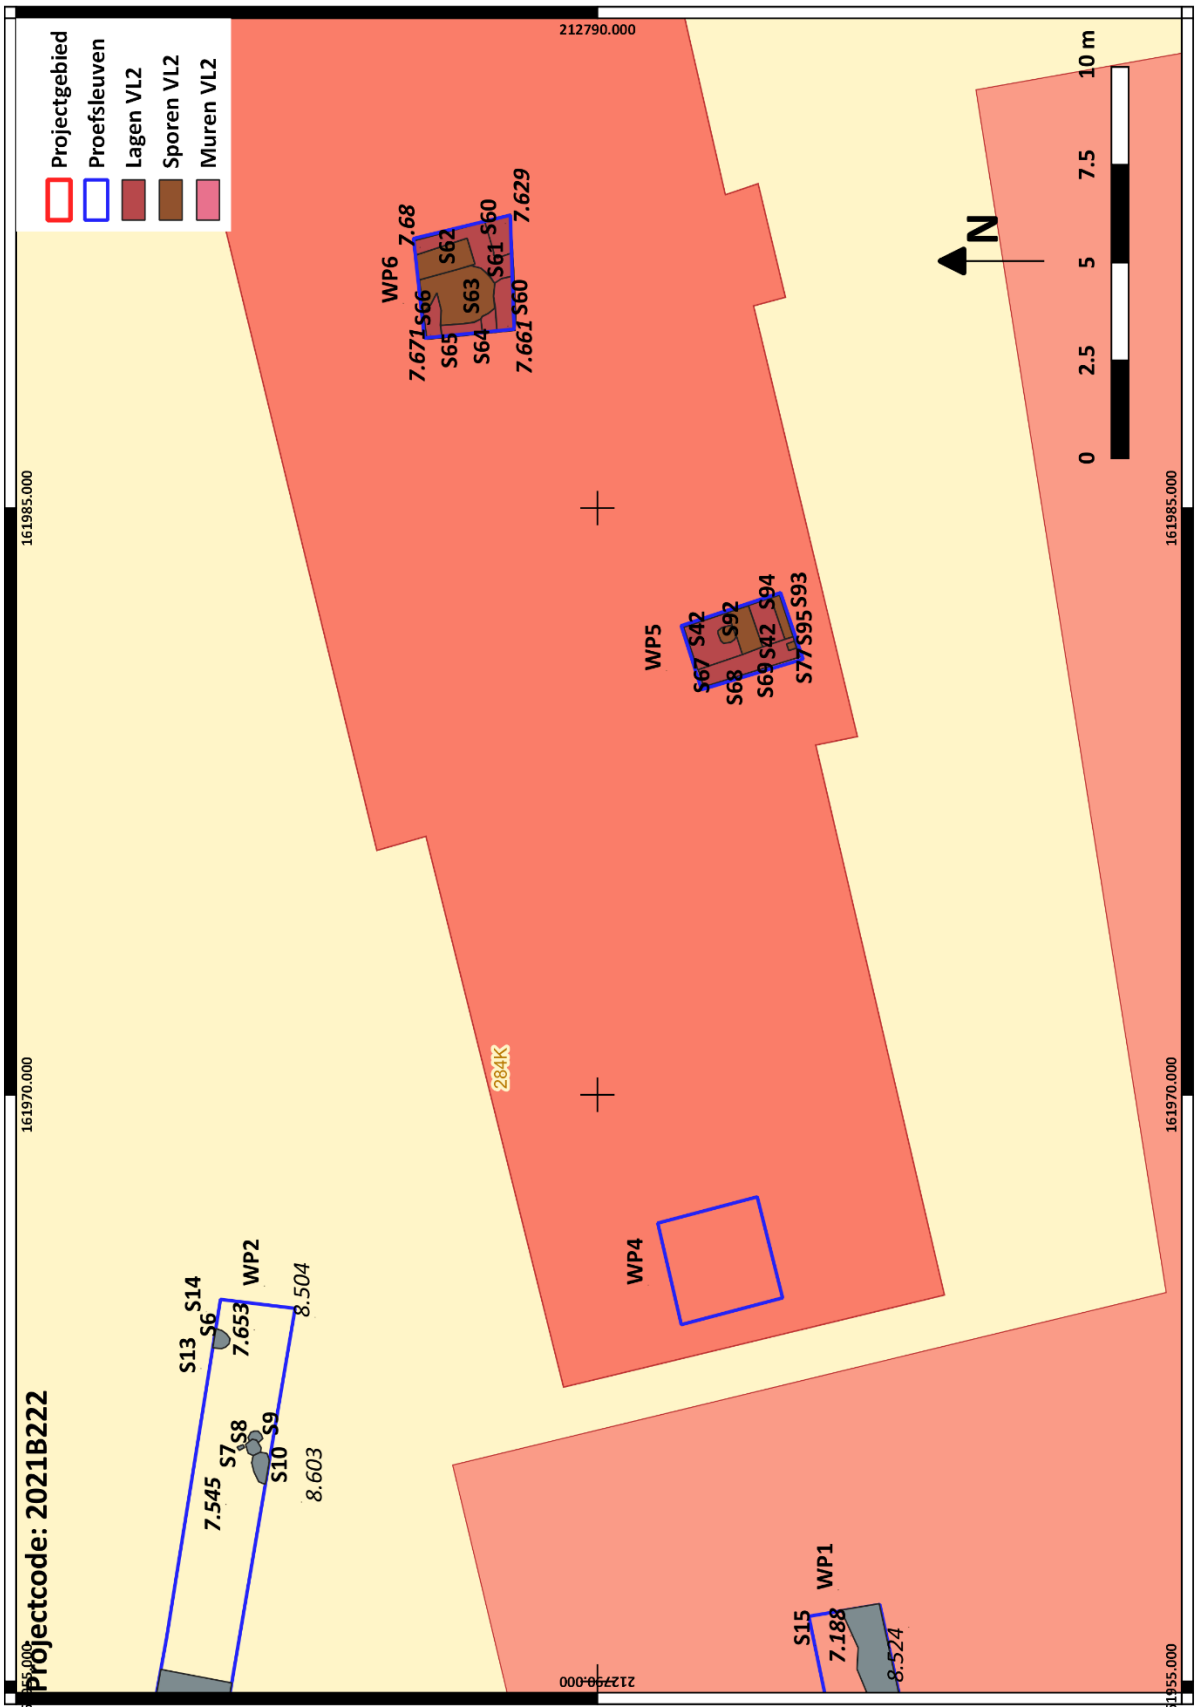 Projectcode: 2021B222
Projectgebied
Proefsleuven
Lagen VL2
Sporen VL2
Muren VL2
161970.000
161985.000
212790.000
S13
S14
S6
7.653
WP2
8.504
S7
S8
S9
S10
7.545
8.603
284K
WP6
7.68
7.629
S62
S60
S66
S63
S61
7.671
S65
S64
S60
7.661
WP5
S42
S92
S94
S93
S67
S68
S69
S42
S95
S77
WP4
WP1
S15
7.188
8.524
N
0
2.5
5
7.5
10 m
212790.000
161970.000
161985.000